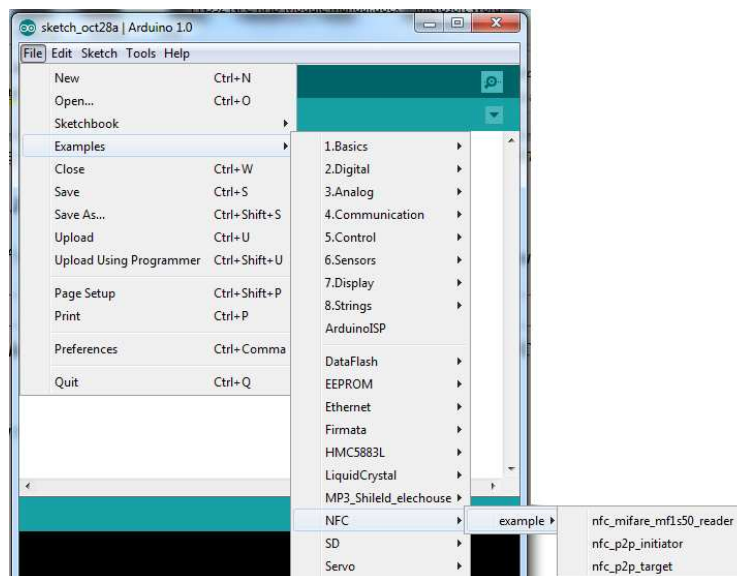 sketch_oct28a | Arduino 1.0
File Edit Sketch Tools Help
New Ctrl+N
Open... Ctrl+O
Sketchbook
Examples
Close Ctrl+W
Save Ctrl+S
Save As... Ctrl+Shift+S
Upload Ctrl+U
Upload Using Programmer Ctrl+Shift+U
Page Setup Ctrl+Shift+P
Print Ctrl+P
Preferences Ctrl+Comma
Quit Ctrl+Q
1.Basics
2.Digital
3.Analog
4.Communication
5.Control
6.Sensors
7.Display
8.Strings
ArduinoISP
DataFlash
EEPROM
Ethernet
Firmata
HMC5883L
LiquidCrystal
MP3_Shileld_elechouse
NFC
SD
Servo
example
nfc_mifare_mf1s50_reader
nfc_p2p_initiator
nfc_p2p_target